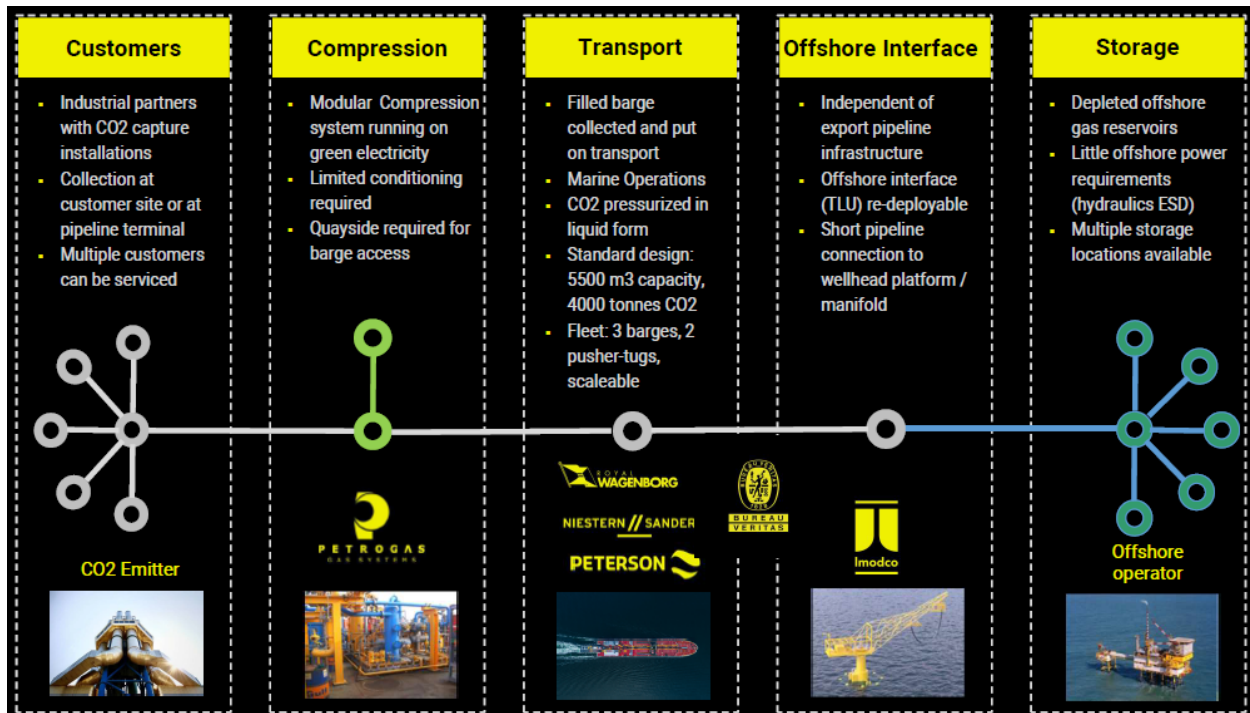 Customers
▪ Industrial partners
with CO2 capture
installations
▪ Collection at
customer site or at
pipeline terminal
▪ Multiple customers
can be serviced
CO2 Emitter
Compression
▪ Modular Compression
system running on
green electricity
▪ Limited conditioning
required
▪ Quayside required for
barge access
PETROGAS
GAS SYSTEMS
Transport
▪ Filled barge
collected and put
on transport
▪ Marine Operations
▪ CO2 pressurized in
liquid form
▪ Standard design:
5500 m3 capacity,
4000 tonnes CO2
▪ Fleet: 3 barges, 2
pusher-tugs,
scaleable
ROYAL
WAGENBORG
NIESTERN // SANDER
PETERSON
BUREAU VERITAS
1828
BUREAU
VERITAS
Offshore Interface
▪ Independent of
export pipeline
infrastructure
▪ Offshore interface
(TLU) re-deployable
▪ Short pipeline
connection to
wellhead platform /
manifold
Imodco
Storage
▪ Depleted offshore
gas reservoirs
▪ Little offshore power
requirements
(hydraulics ESD)
▪ Multiple storage
locations available
Offshore
operator